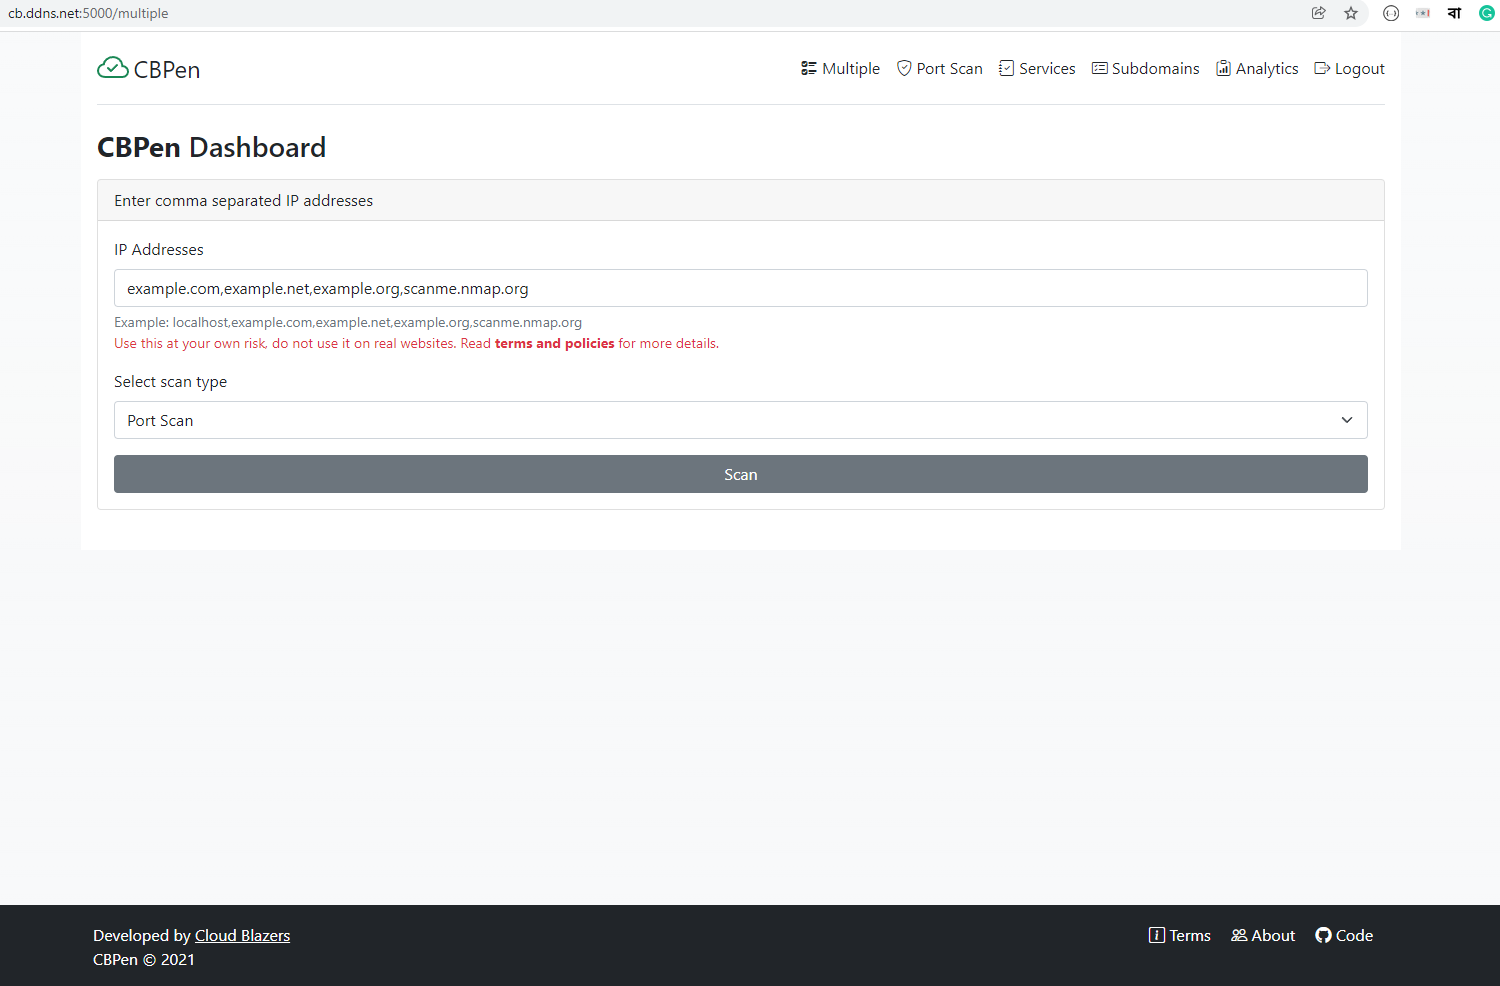 cb.ddns.net:5000/multiple
বা
CBPen
Multiple Port Scan Services Subdomains Analytics Logout
CBPen Dashboard
Enter comma separated IP addresses
IP Addresses
example.com,example.net,example.org,scanme.nmap.org
Example: localhost,example.com,example.net,example.org,scanme.nmap.org
Use this at your own risk, do not use it on real websites. Read terms and policies for more details.
Select scan type
Port Scan
Scan
Developed by Cloud Blazers
CBPen © 2021
Terms About Code